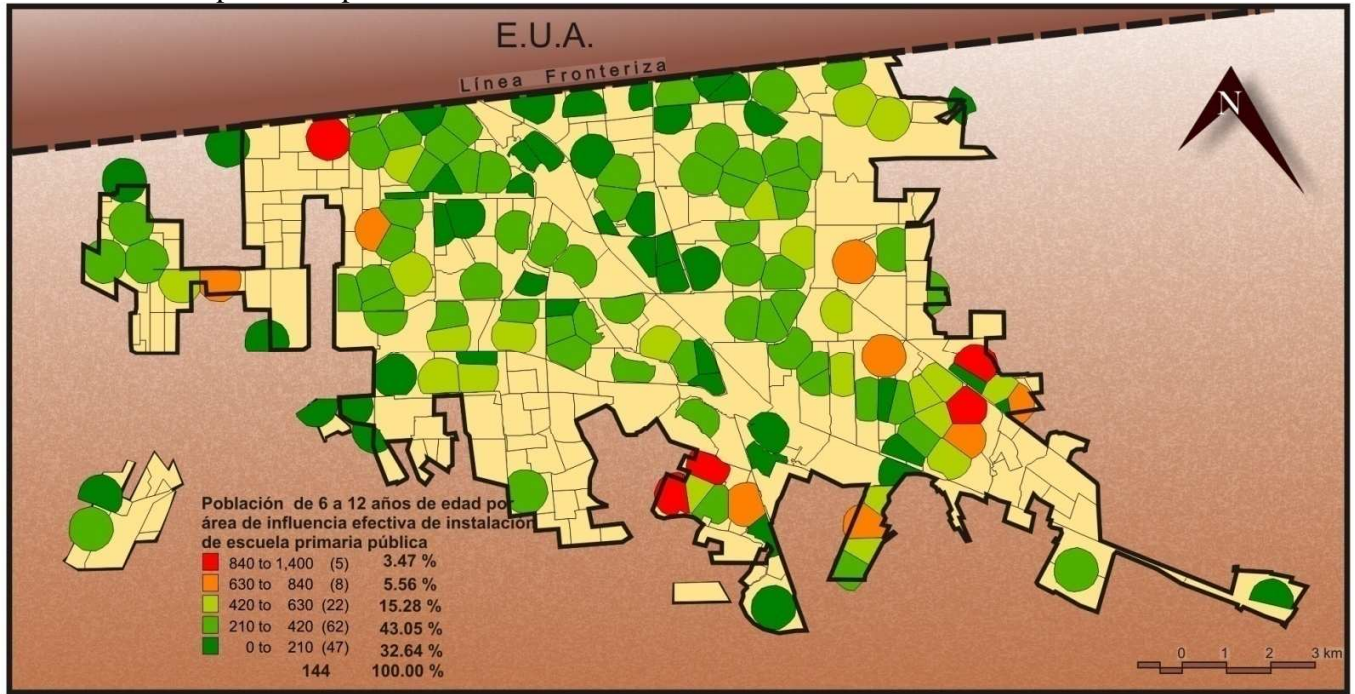 E.U.A.
Línea Fronteriza
N
Población de 6 a 12 años de edad por
área de influencia efectiva de instalación
de escuela primaria pública
840 to 1,400 (5) 3.47 %
630 to 840 (8) 5.56 %
420 to 630 (22) 15.28 %
210 to 420 (62) 43.05 %
0 to 210 (47) 32.64 %
144 100.00 %
0 1 2 3 km